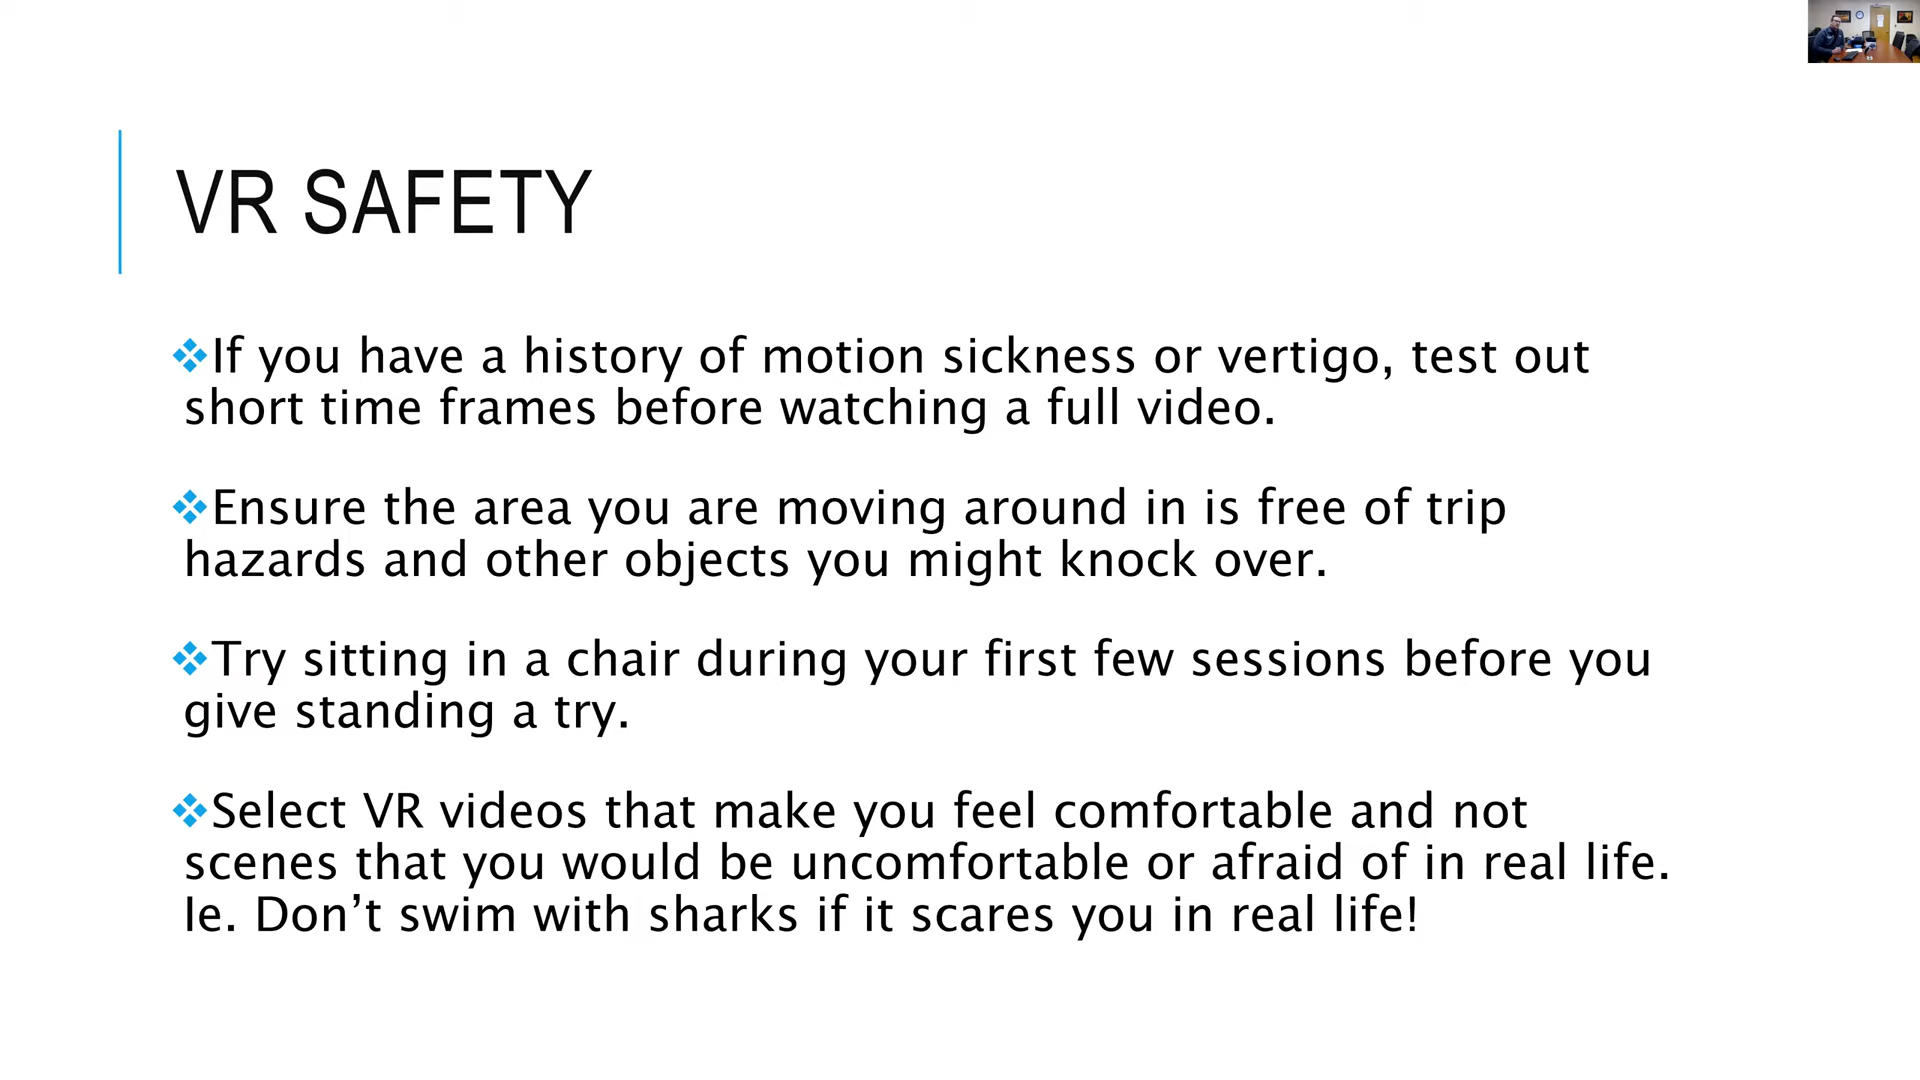 VR SAFETY
❖If you have a history of motion sickness or vertigo, test out
short time frames before watching a full video.
❖Ensure the area you are moving around in is free of trip
hazards and other objects you might knock over.
❖Try sitting in a chair during your first few sessions before you
give standing a try.
❖Select VR videos that make you feel comfortable and not
scenes that you would be uncomfortable or afraid of in real life.
Ie. Don’t swim with sharks if it scares you in real life!